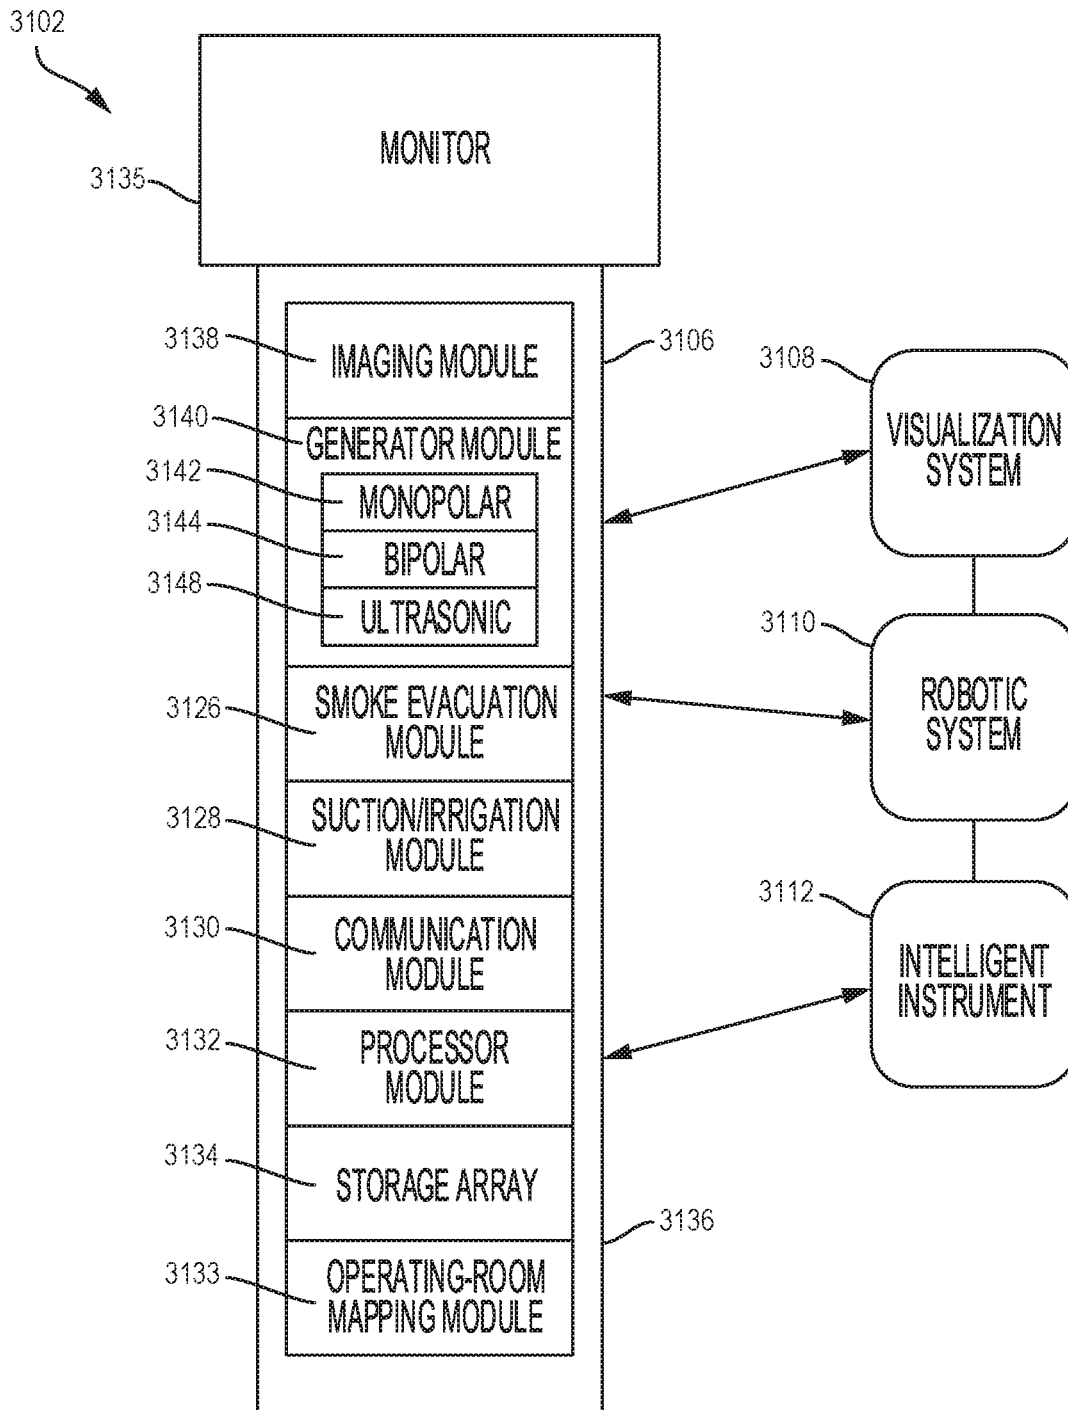 3102
MONITOR
3135
3138
IMAGING MODULE
3106
3140
GENERATOR MODULE
3142
MONOPOLAR
3144
BIPOLAR
3148
ULTRASONIC
3126
SMOKE EVACUATION
MODULE
3128
SUCTION/IRRIGATION
MODULE
3130
COMMUNICATION
MODULE
3132
PROCESSOR
MODULE
3134
STORAGE ARRAY
3136
3133
OPERATING-ROOM
MAPPING MODULE
3108
VISUALIZATION
SYSTEM
3110
ROBOTIC
SYSTEM
3112
INTELLIGENT
INSTRUMENT